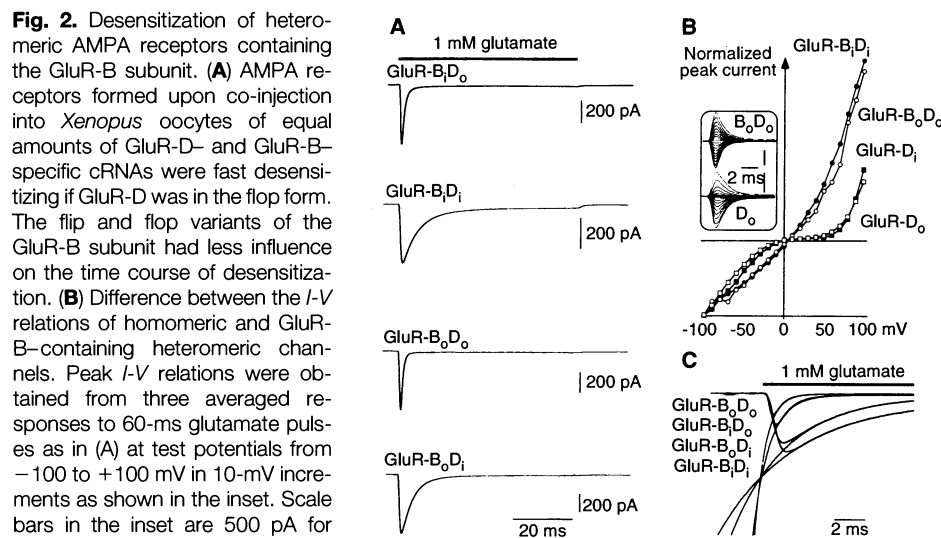 Fig. 2. Desensitization of hetero-
meric AMPA receptors containing
the GluR-B subunit. (A) AMPA re-
ceptors formed upon co-injection
into Xenopus oocytes of equal
amounts of GluR-D– and GluR-B–
specific cRNAs were fast desensi-
tizing if GluR-D was in the flop form.
The flip and flop variants of the
GluR-B subunit had less influence
on the time course of desensitiza-
tion. (B) Difference between the I-V
relations of homomeric and GluR-
B–containing heteromeric chan-
nels. Peak I-V relations were ob-
tained from three averaged re-
sponses to 60-ms glutamate puls-
es as in (A) at test potentials from
−100 to +100 mV in 10-mV incre-
ments as shown in the inset. Scale
bars in the inset are 500 pA for
A
1 mM glutamate
GluR-BiDo
200 pA
GluR-BiDi
200 pA
GluR-BoDo
200 pA
GluR-BoDi
200 pA
20 ms
B
Normalized
peak current
GluR-BiDi
GluR-BoDo
GluR-Di
GluR-Do
BoDo
2 ms
Do
-100 -50 0 50 100 mV
C
1 mM glutamate
GluR-BoDo
GluR-BiDo
GluR-BoDi
GluR-BiDi
2 ms